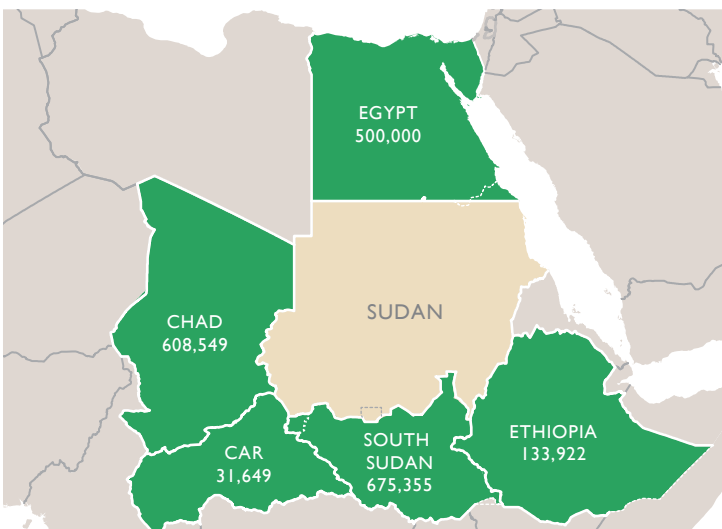 EGYPT
500,000
SUDAN
CHAD
608,549
CAR
31,649
SOUTH
SUDAN
675,355
ETHIOPIA
133,922